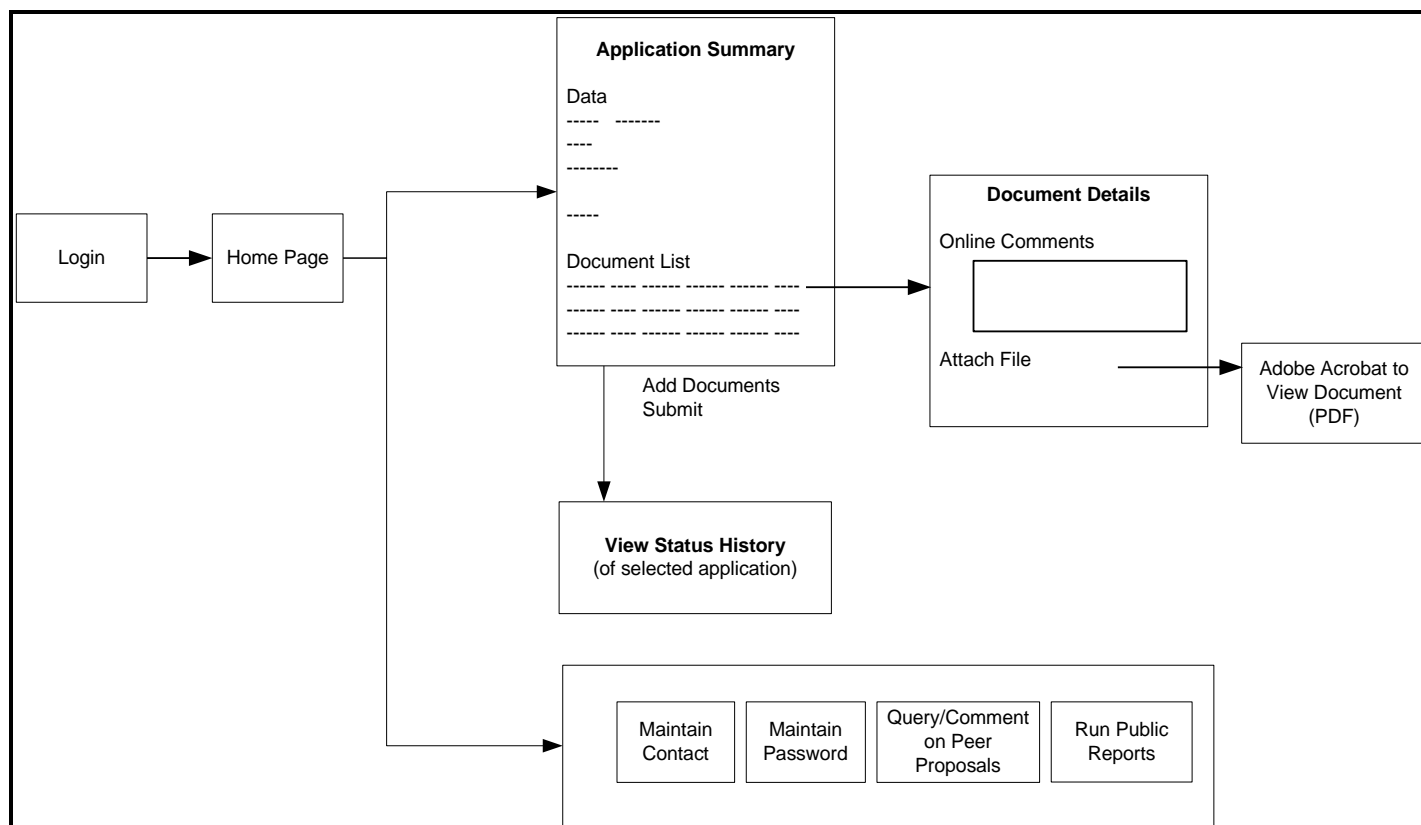 Login
Home Page
Application Summary
Data
----- -------
----
--------
-----
Document List
------ ---- ------ ------ ------ ----
------ ---- ------ ------ ------ ----
------ ---- ------ ------ ------ ----
Add Documents
Submit
Document Details
Online Comments
Attach File
Adobe Acrobat to
View Document
(PDF)
View Status History
(of selected application)
Maintain
Contact
Maintain
Password
Query/Comment
on Peer
Proposals
Run Public
Reports